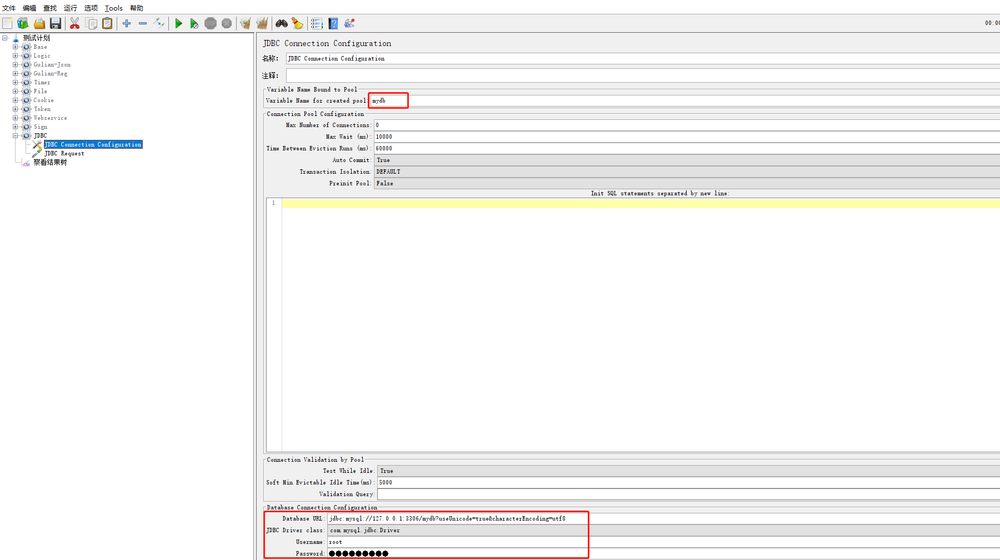 文件 编辑 查找 运行 选项 Tools 帮助
STOP
00:00
测试计划
Base
Logic
Gulian-Json
Gulian-Reg
Timer
File
Cookie
Token
Webservice
Sign
JDBC
JDBC Connection Configuration
JDBC Request
察看结果树
JDBC Connection Configuration
名称: JDBC Connection Configuration
注释:
Variable Name Bound to Pool
Variable Name for created pool: mydb
Connection Pool Configuration
Max Number of Connections: 0
Max Wait (ms): 10000
Time Between Eviction Runs (ms): 60000
Auto Commit: True
Transaction Isolation: DEFAULT
Preinit Pool: False
Init SQL statements separated by new line:
1
Connection Validation by Pool
Test While Idle: True
Soft Min Evictable Idle Time(ms): 5000
Validation Query:
Database Connection Configuration
Database URL: jdbc:mysql://127.0.0.1:3306/mydb?useUnicode=true&characterEncoding=utf8
JDBC Driver class: com.mysql.jdbc.Driver
Username: root
Password: ●●●●●●●●●